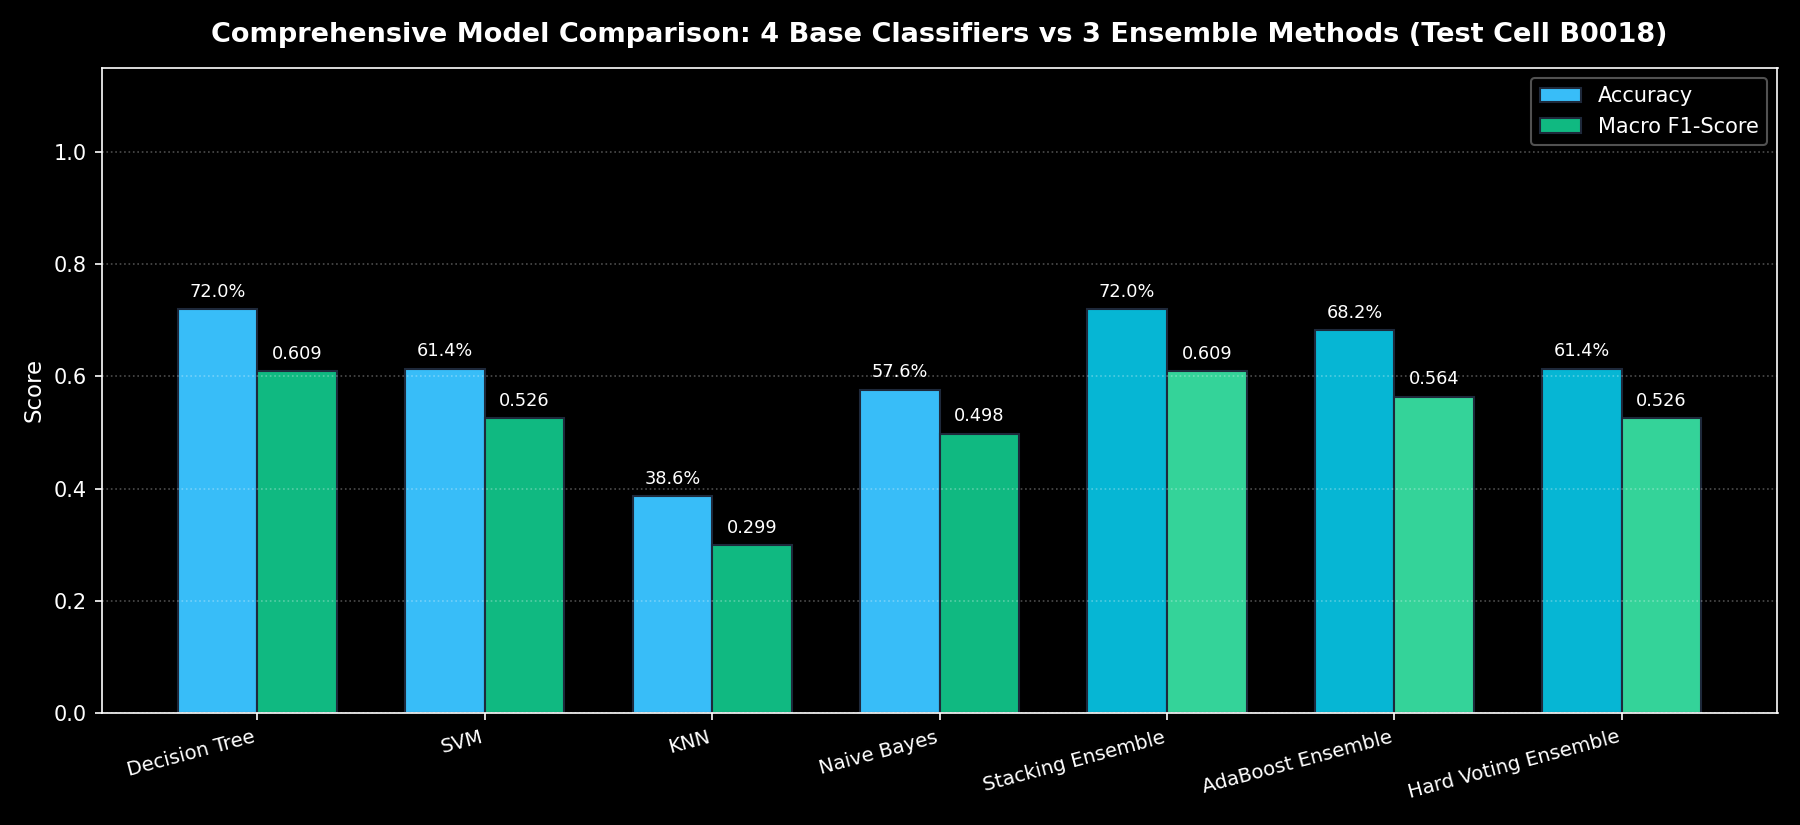 Comprehensive Model Comparison: 4 Base Classifiers vs 3 Ensemble Methods (Test Cell B0018)
Accuracy
Macro F1-Score
Score
1.0
0.8
0.6
0.4
0.2
0.0
72.0%
0.609
61.4%
0.526
38.6%
0.299
57.6%
0.498
72.0%
0.609
68.2%
0.564
61.4%
0.526
Decision Tree
SVM
KNN
Naive Bayes
Stacking Ensemble
AdaBoost Ensemble
Hard Voting Ensemble